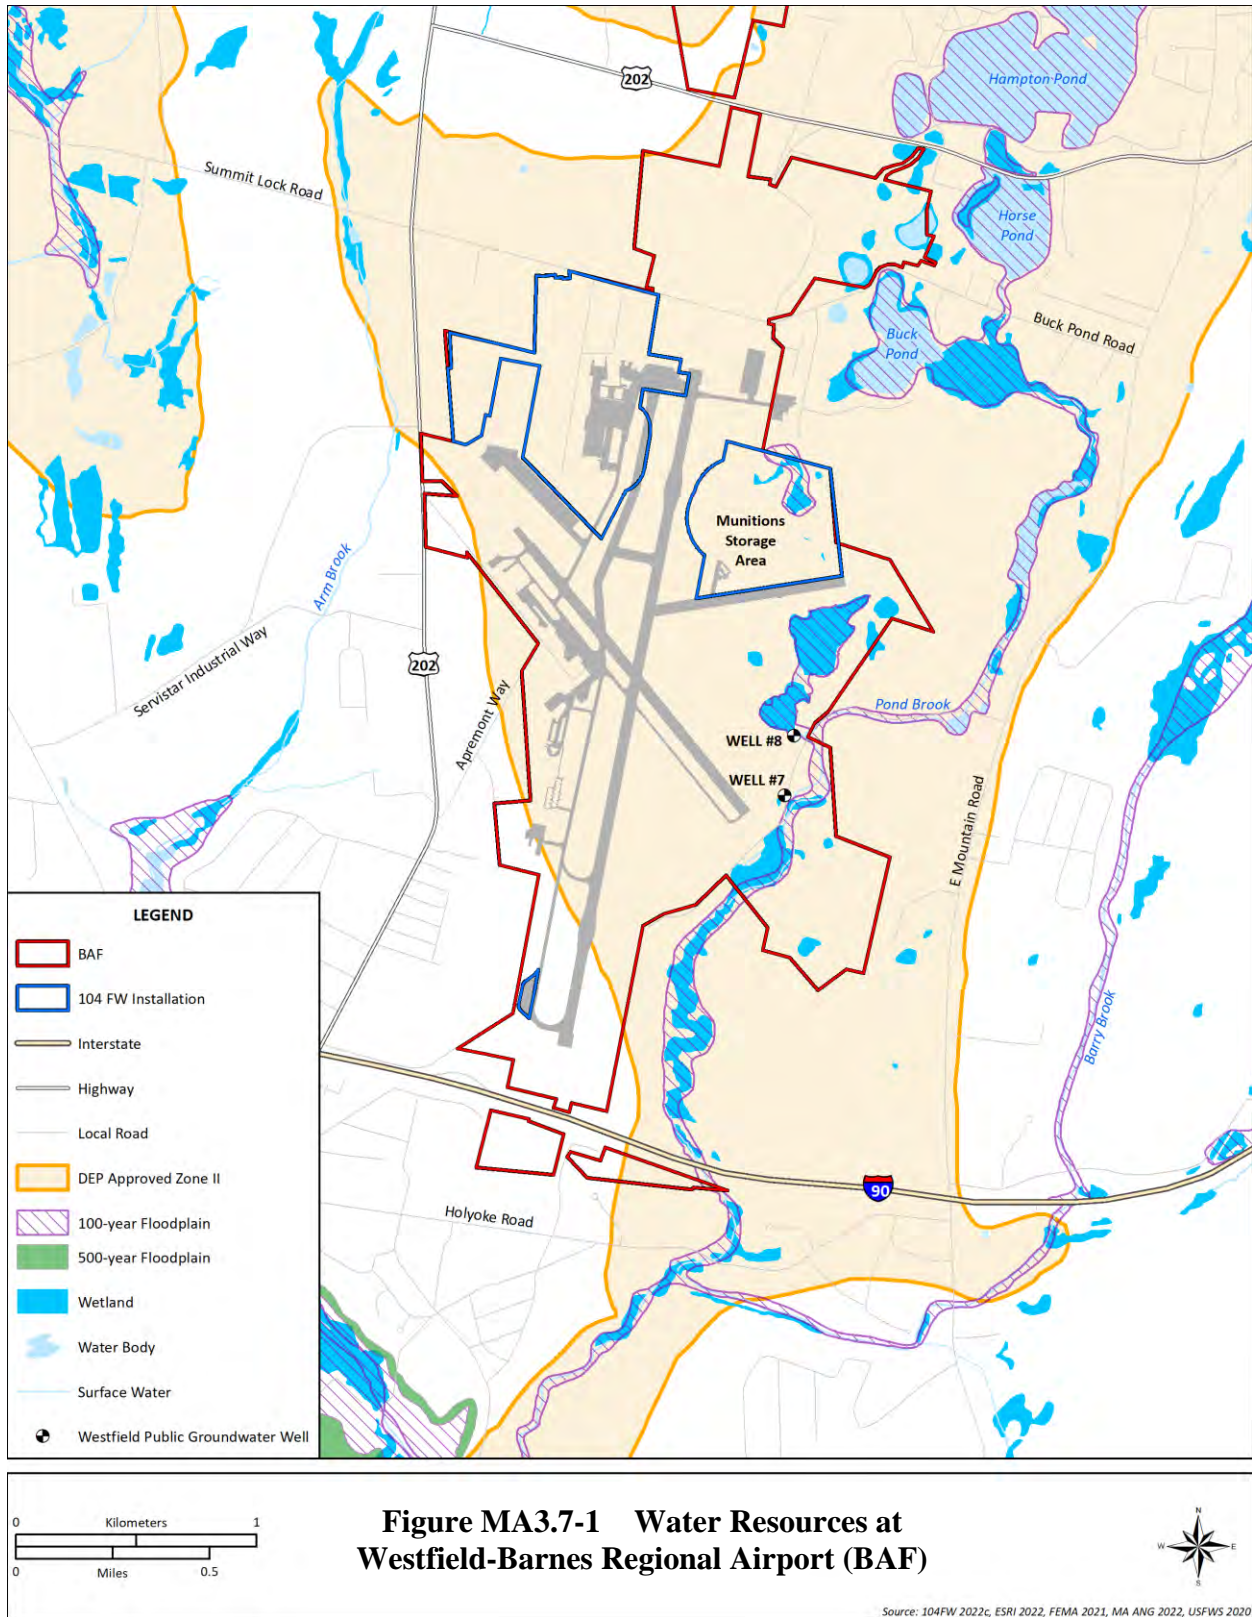 202
Hampton Pond
Summit Lock Road
Horse
Pond
Buck Pond Road
Buck
Pond
Munitions
Storage
Area
Arm Brook
Servistar Industrial Way
202
Apremont Way
Pond Brook
WELL #8
WELL #7
E Mountain Road
Barry Brook
90
Holyoke Road
LEGEND
BAF
104 FW Installation
Interstate
Highway
Local Road
DEP Approved Zone II
100-year Floodplain
500-year Floodplain
Wetland
Water Body
Surface Water
Westfield Public Groundwater Well
0 Kilometers 1
0 Miles 0.5
Figure MA3.7-1 Water Resources at
Westfield-Barnes Regional Airport (BAF)
N
W E
S
Source: 104FW 2022c, ESRI 2022, FEMA 2021, MA ANG 2022, USFWS 2020